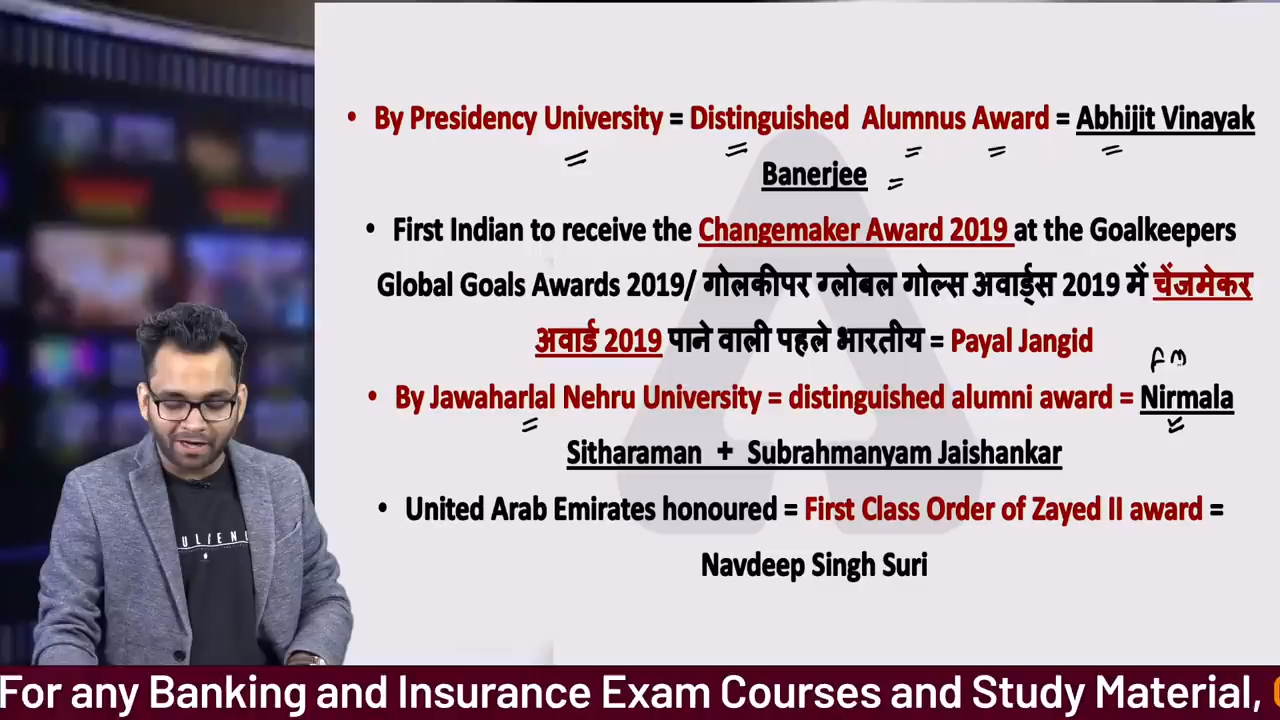 • By Presidency University = Distinguished Alumnus Award = Abhijit Vinayak
Banerjee
• First Indian to receive the Changemaker Award 2019 at the Goalkeepers
Global Goals Awards 2019/ गोलकीपर ग्लोबल गोल्स अवार्ड्स 2019 में चेंजमेकर
अवार्ड 2019 पाने वाली पहले भारतीय = Payal Jangid
FM
• By Jawaharlal Nehru University = distinguished alumni award = Nirmala
Sitharaman + Subrahmanyam Jaishankar
• United Arab Emirates honoured = First Class Order of Zayed II award =
Navdeep Singh Suri
For any Banking and Insurance Exam Courses and Study Material,